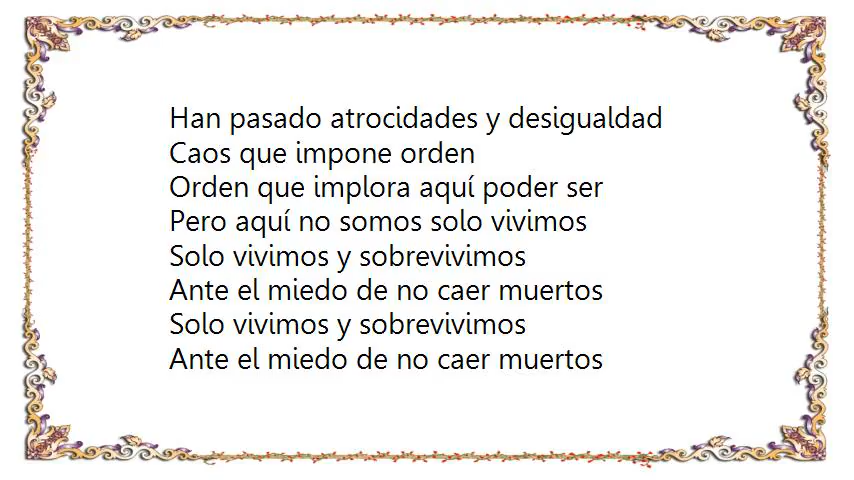 Han pasado atrocidades y desigualdad
Caos que impone orden
Orden que implora aquí poder ser
Pero aquí no somos solo vivimos
Solo vivimos y sobrevivimos
Ante el miedo de no caer muertos
Solo vivimos y sobrevivimos
Ante el miedo de no caer muertos